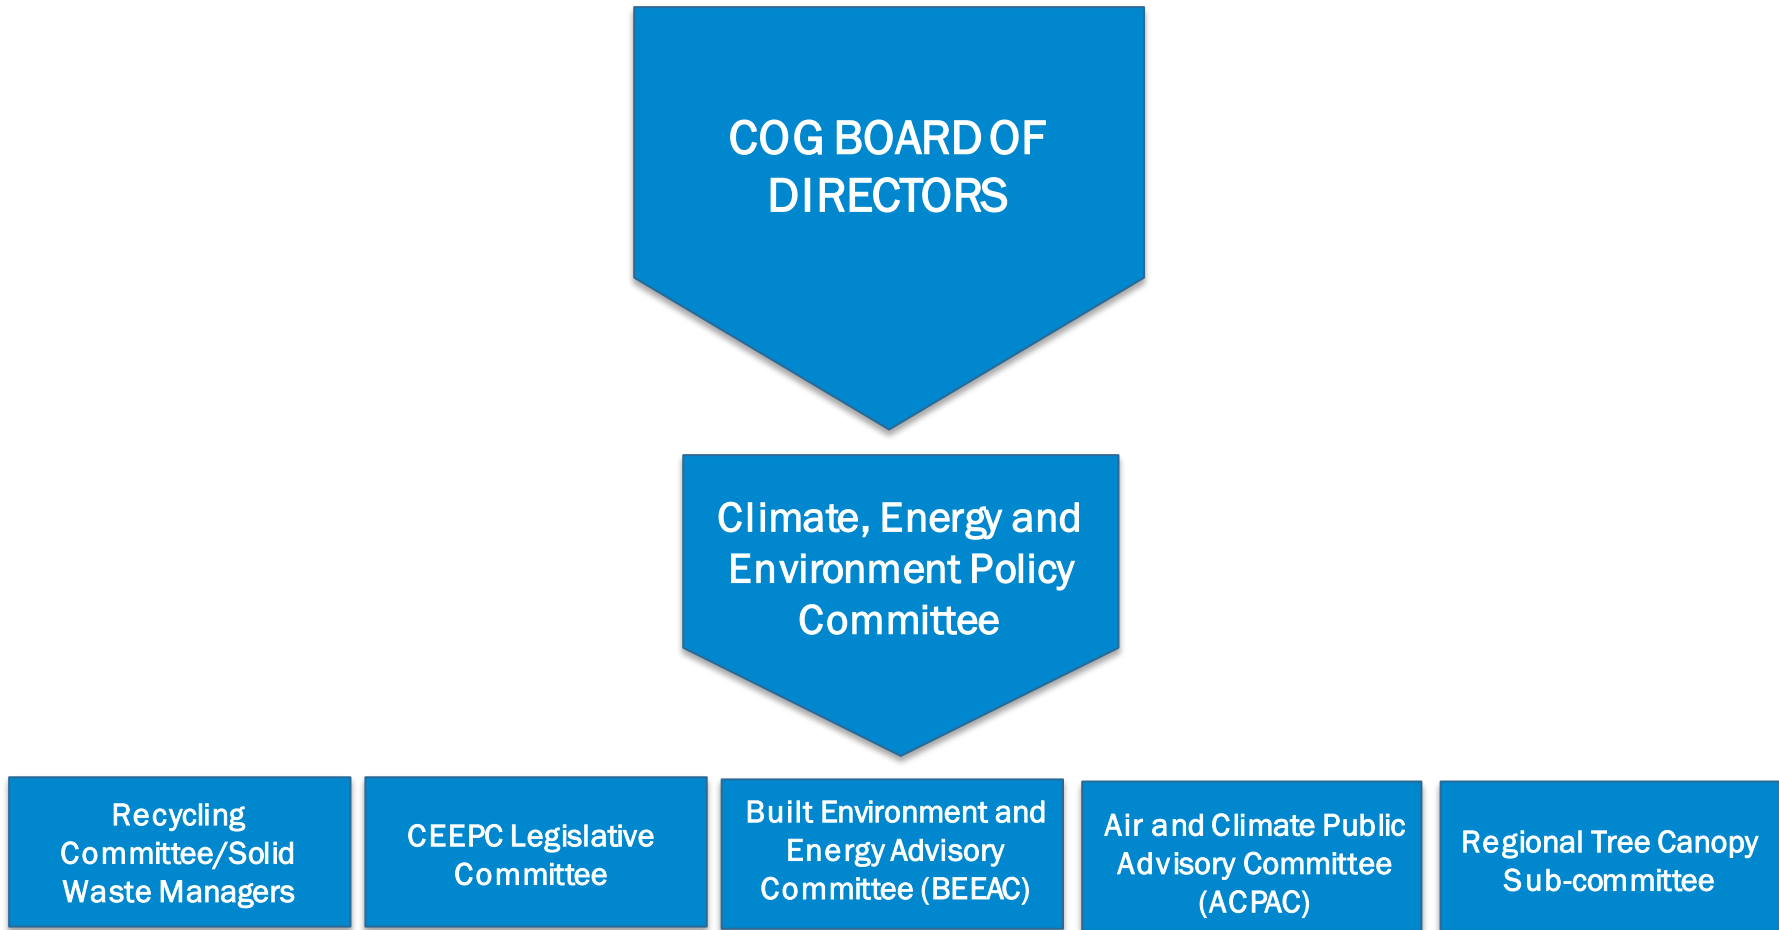 COG BOARD OF
DIRECTORS
Climate, Energy and
Environment Policy
Committee
Recycling
Committee/Solid
Waste Managers
CEEPC Legislative
Committee
Built Environment and
Energy Advisory
Committee (BEEAC)
Air and Climate Public
Advisory Committee
(ACPAC)
Regional Tree Canopy
Sub-committee